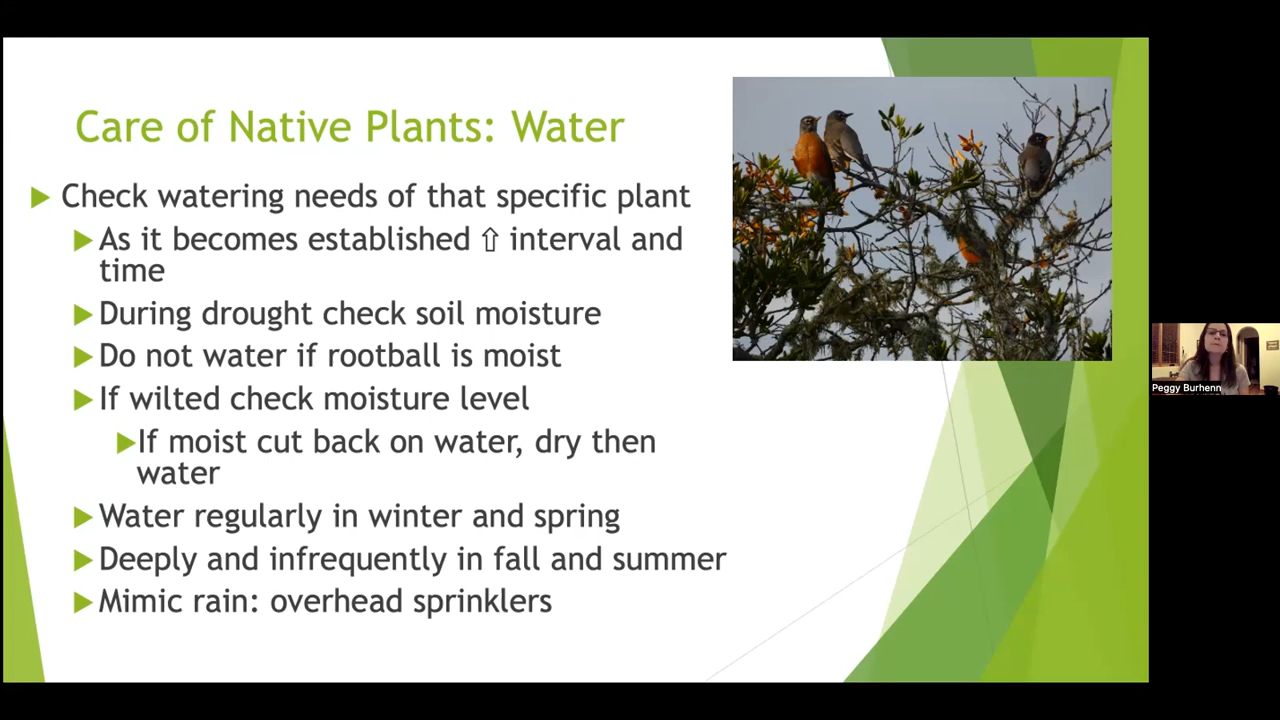 Care of Native Plants: Water
▶ Check watering needs of that specific plant
▶ As it becomes established ⇧ interval and
time
▶ During drought check soil moisture
▶ Do not water if rootball is moist
▶ If wilted check moisture level
▶ If moist cut back on water, dry then
water
▶ Water regularly in winter and spring
▶ Deeply and infrequently in fall and summer
▶ Mimic rain: overhead sprinklers
Peggy Burhenn